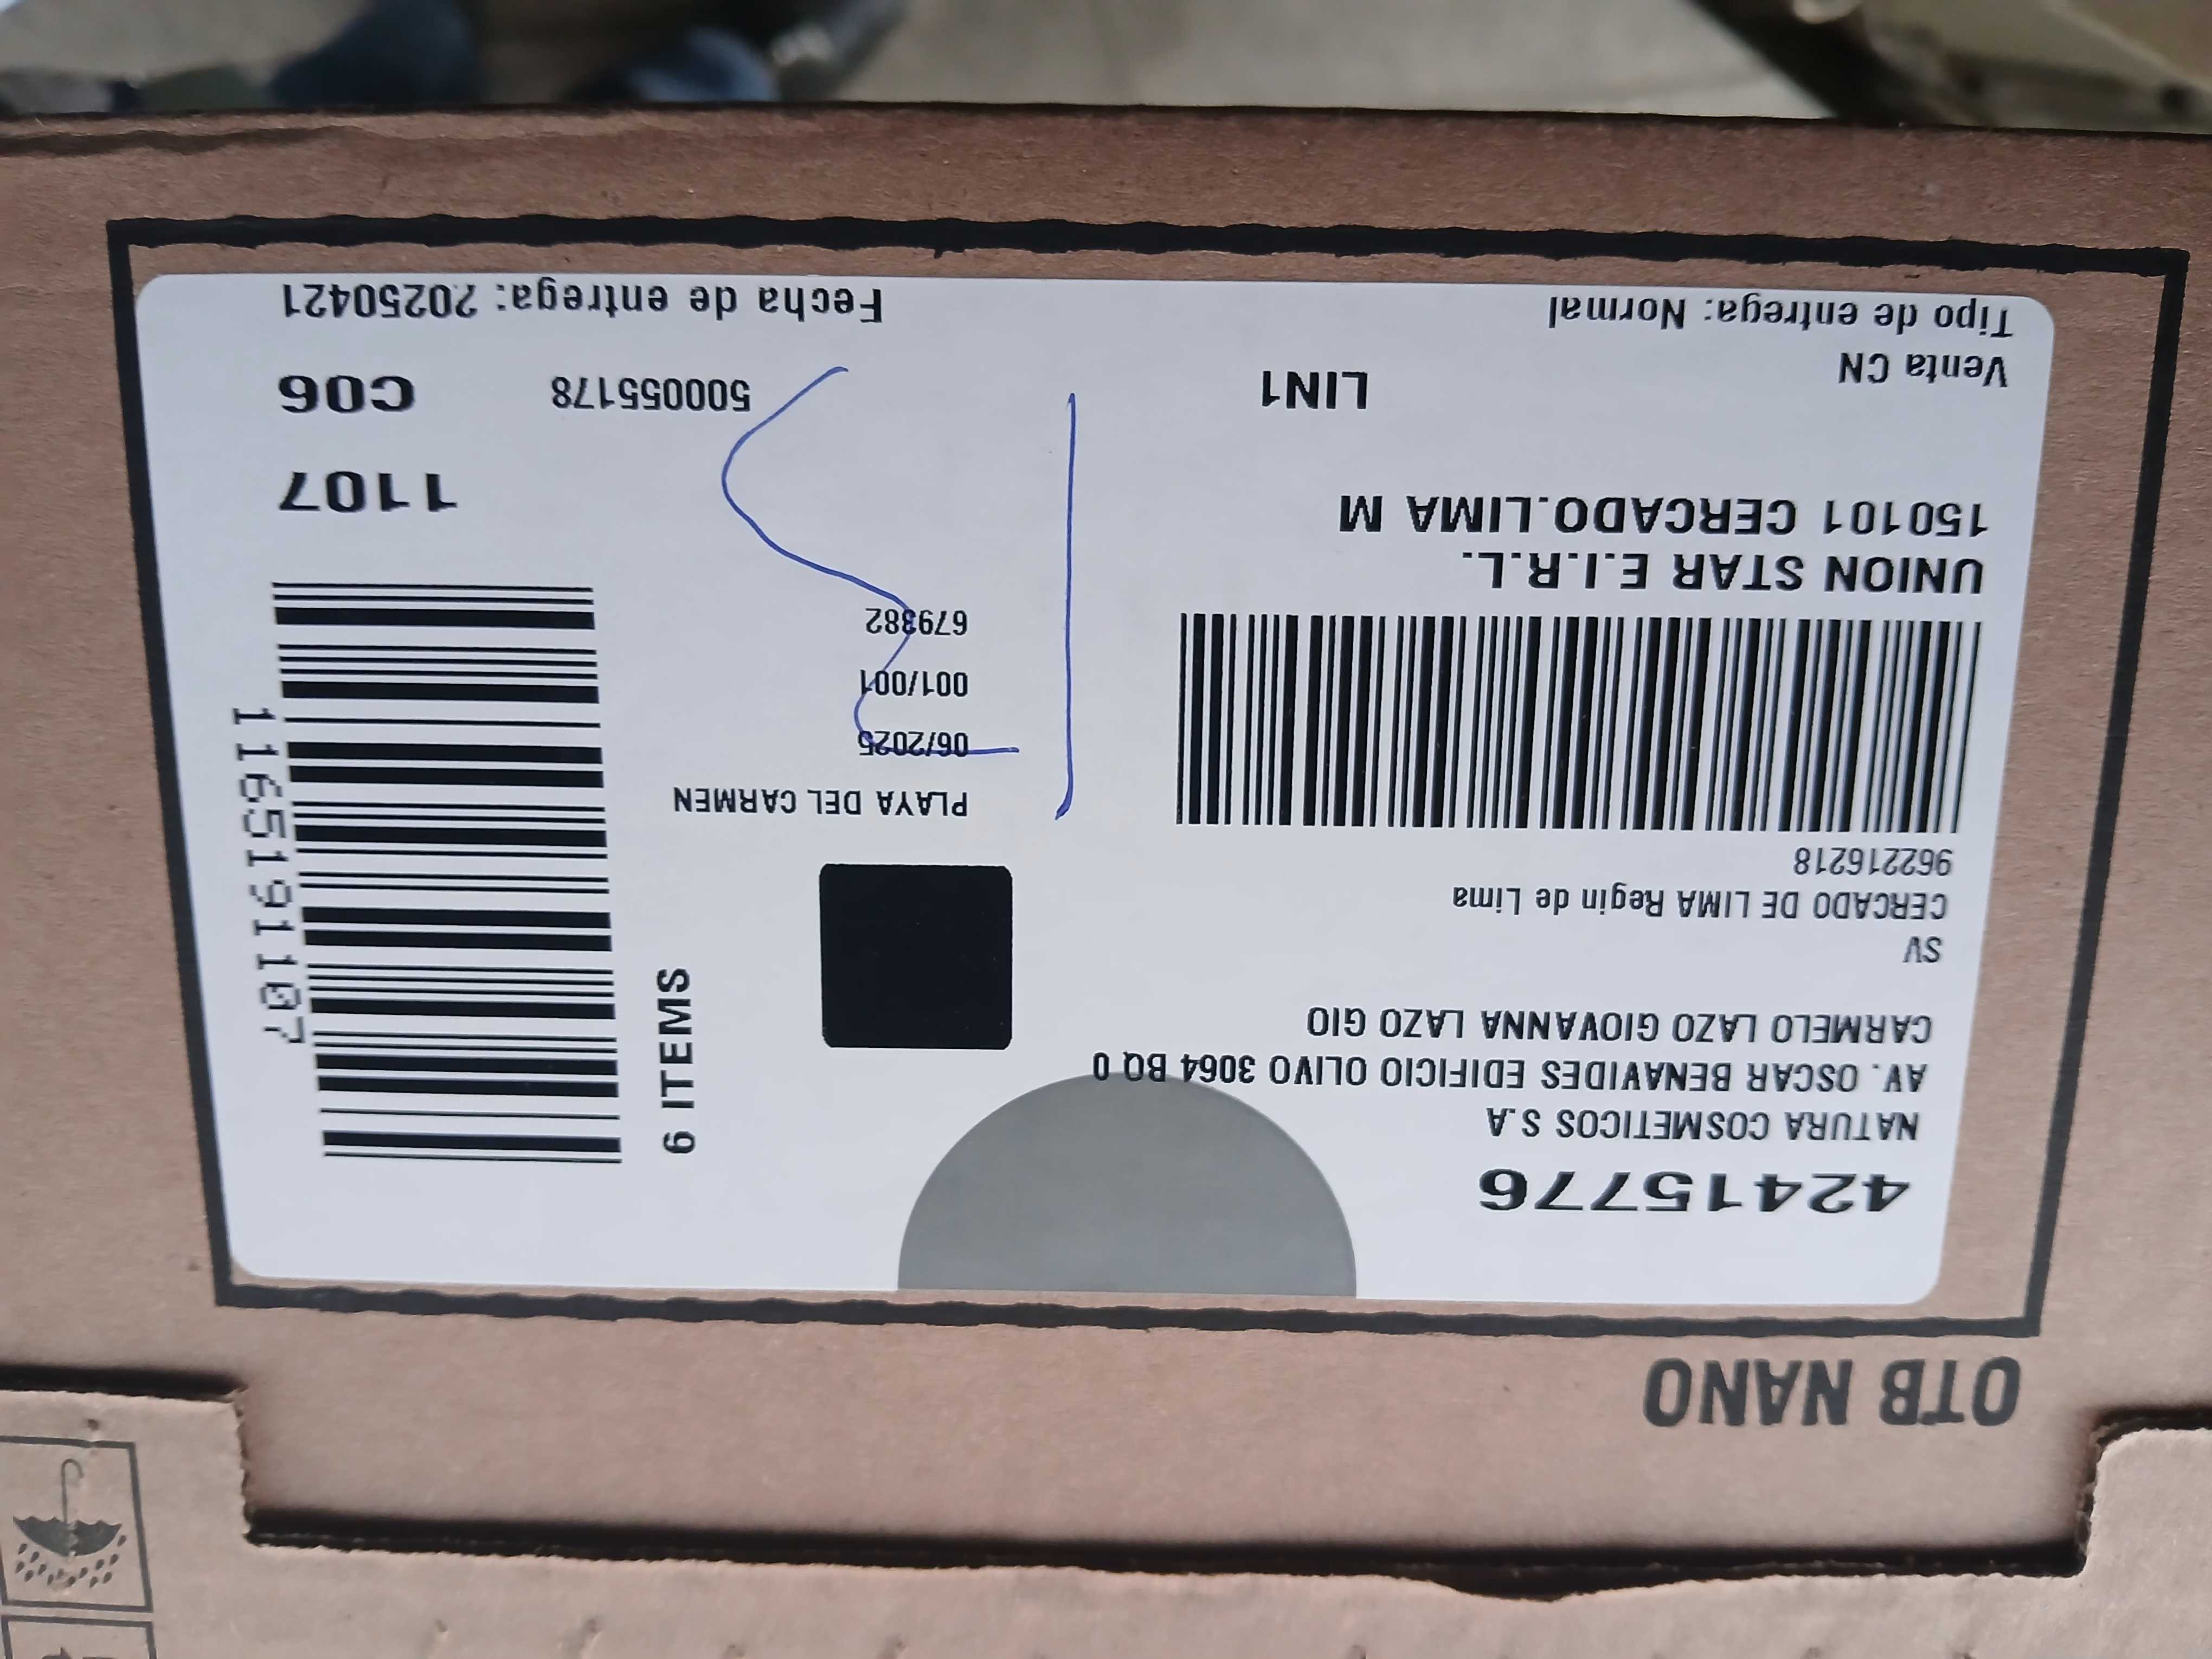 OTB NANO
42415776
NATURA COSMETICOS S.A
AV. OSCAR BENAVIDES EDIFICIO OLIVO 3064 BQ 0
CARMELO LAZO GIOVANNA LAZO GIO
SV
CERCADO DE LIMA Regin de Lima
962216218
UNION STAR E.I.R.L.
150101 CERCADO.LIMA M
LIN1
Venta CN
Tipo de entrega: Normal
6 ITEMS
PLAYA DEL CARMEN
06/2025
001/001
679382
1165191107
1107
500055178
C06
Fecha de entrega: 20250421